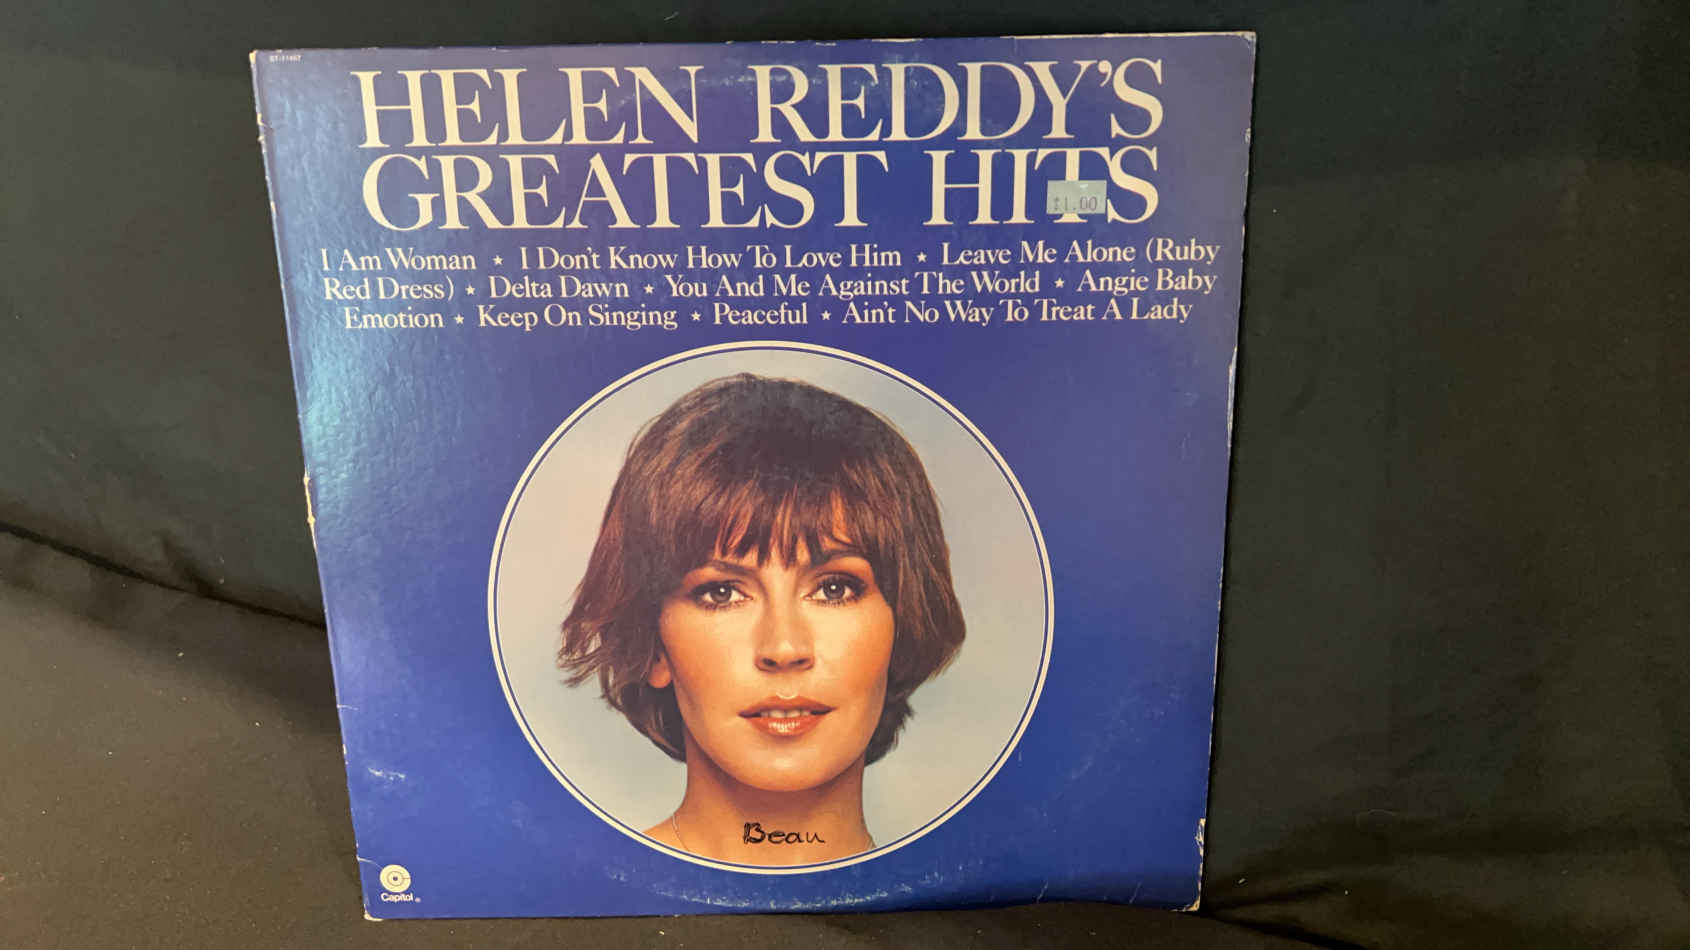 ST-11467
HELEN REDDY'S
GREATEST HITS
$1.00
I Am Woman ★ I Don't Know How To Love Him ★ Leave Me Alone (Ruby
Red Dress) ★ Delta Dawn ★ You And Me Against The World ★ Angie Baby
Emotion ★ Keep On Singing ★ Peaceful ★ Ain't No Way To Treat A Lady
Beau
Capitol